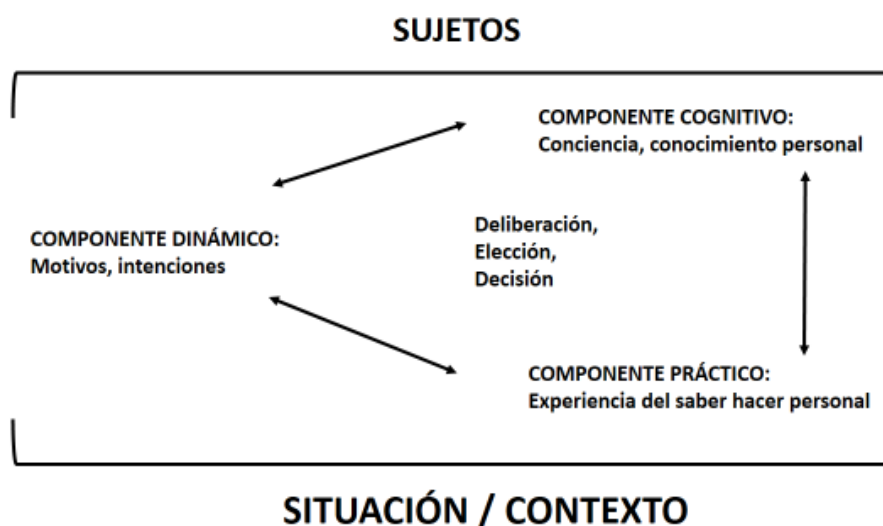 SUJETOS
COMPONENTE COGNITIVO:
Conciencia, conocimiento personal
COMPONENTE DINÁMICO:
Motivos, intenciones
Deliberación,
Elección,
Decisión
COMPONENTE PRÁCTICO:
Experiencia del saber hacer personal
SITUACIÓN / CONTEXTO